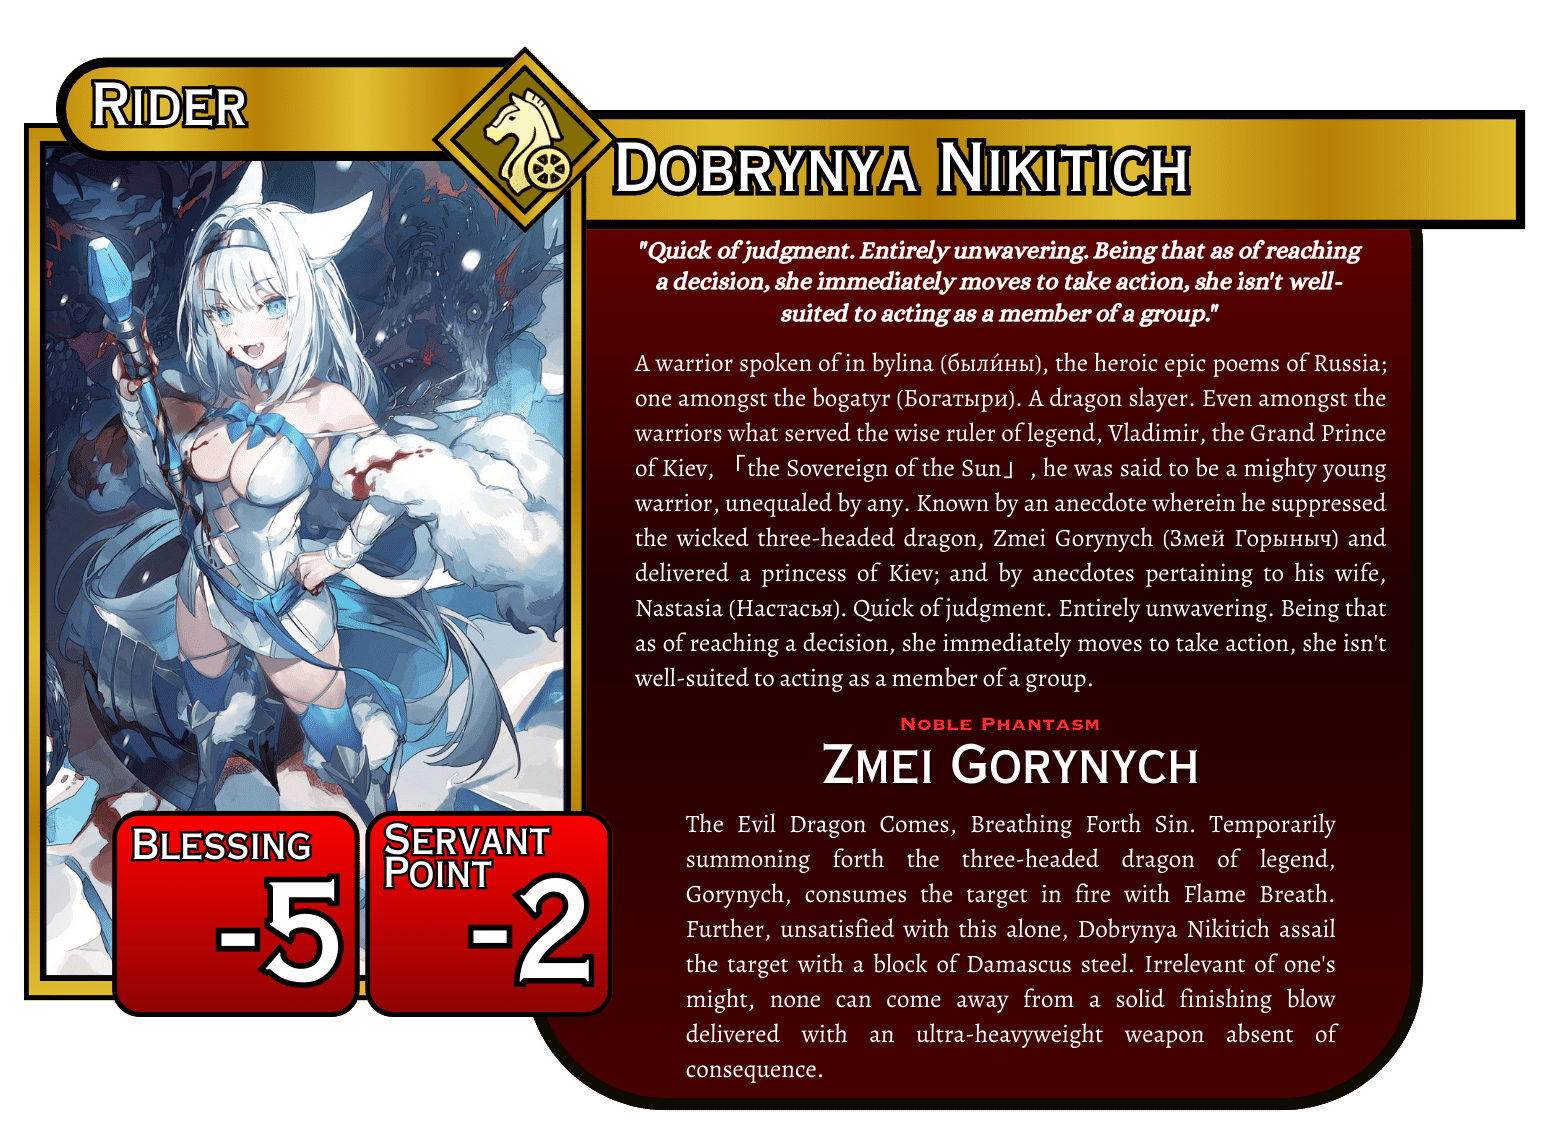 RIDER
DOBRYNYA NIKITICH
"Quick of judgment. Entirely unwavering. Being that as of reaching
a decision, she immediately moves to take action, she isn't well-
suited to acting as a member of a group."
A warrior spoken of in bylina (были́ны), the heroic epic poems of Russia;
one amongst the bogatyr (Богатыри). A dragon slayer. Even amongst the
warriors what served the wise ruler of legend, Vladimir, the Grand Prince
of Kiev, 「the Sovereign of the Sun」 , he was said to be a mighty young
warrior, unequaled by any. Known by an anecdote wherein he suppressed
the wicked three-headed dragon, Zmei Gorynych (Змей Горыныч) and
delivered a princess of Kiev; and by anecdotes pertaining to his wife,
Nastasia (Настасья). Quick of judgment. Entirely unwavering. Being that
as of reaching a decision, she immediately moves to take action, she isn't
well-suited to acting as a member of a group.
NOBLE PHANTASM
ZMEI GORYNYCH
The Evil Dragon Comes, Breathing Forth Sin. Temporarily
summoning forth the three-headed dragon of legend,
Gorynych, consumes the target in fire with Flame Breath.
Further, unsatisfied with this alone, Dobrynya Nikitich assail
the target with a block of Damascus steel. Irrelevant of one's
might, none can come away from a solid finishing blow
delivered with an ultra-heavyweight weapon absent of
consequence.
BLESSING
-5
SERVANT
POINT
-2